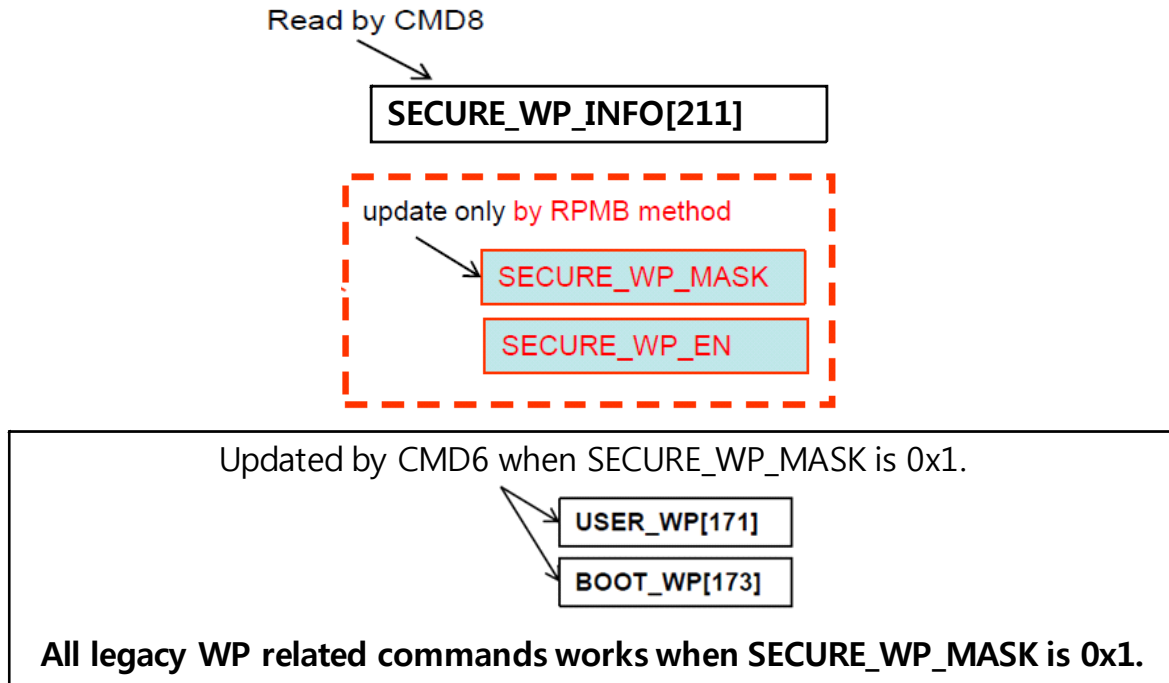 Read by CMD8
SECURE_WP_INFO[211]
update only by RPMB method
SECURE_WP_MASK
SECURE_WP_EN
Updated by CMD6 when SECURE_WP_MASK is 0x1.
USER_WP[171]
BOOT_WP[173]
All legacy WP related commands works when SECURE_WP_MASK is 0x1.